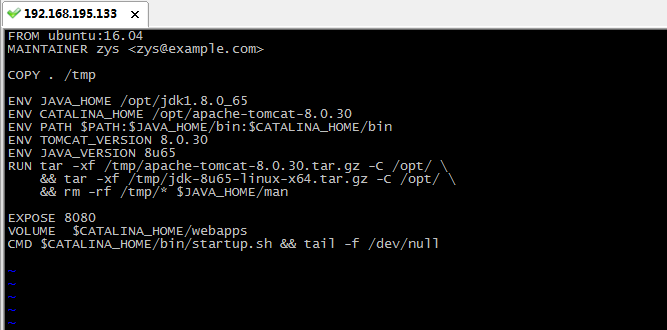 192.168.195.133
FROM ubuntu:16.04
MAINTAINER zys <zys@example.com>
COPY . /tmp
ENV JAVA_HOME /opt/jdk1.8.0_65
ENV CATALINA_HOME /opt/apache-tomcat-8.0.30
ENV PATH $PATH:$JAVA_HOME/bin:$CATALINA_HOME/bin
ENV TOMCAT_VERSION 8.0.30
ENV JAVA_VERSION 8u65
RUN tar -xf /tmp/apache-tomcat-8.0.30.tar.gz -C /opt/ \
    && tar -xf /tmp/jdk-8u65-linux-x64.tar.gz -C /opt/ \
    && rm -rf /tmp/* $JAVA_HOME/man
EXPOSE 8080
VOLUME  $CATALINA_HOME/webapps
CMD $CATALINA_HOME/bin/startup.sh && tail -f /dev/null
~
~
~
~
~